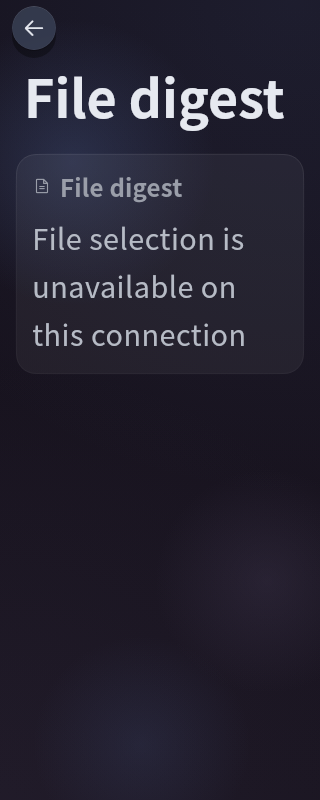 File digest
File digest
File selection is
unavailable on
this connection